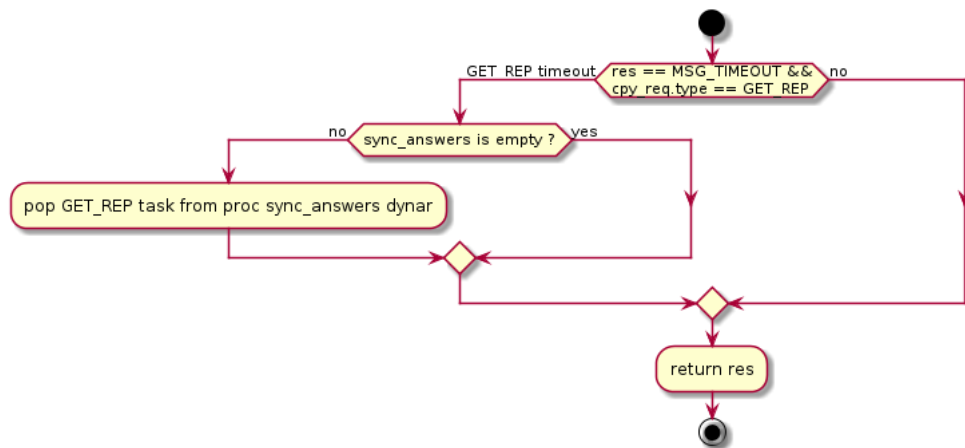 GET_REP timeout
res == MSG_TIMEOUT &&
cpy_req.type == GET_REP
no
no
sync_answers is empty ?
yes
pop GET_REP task from proc sync_answers dynar
return res